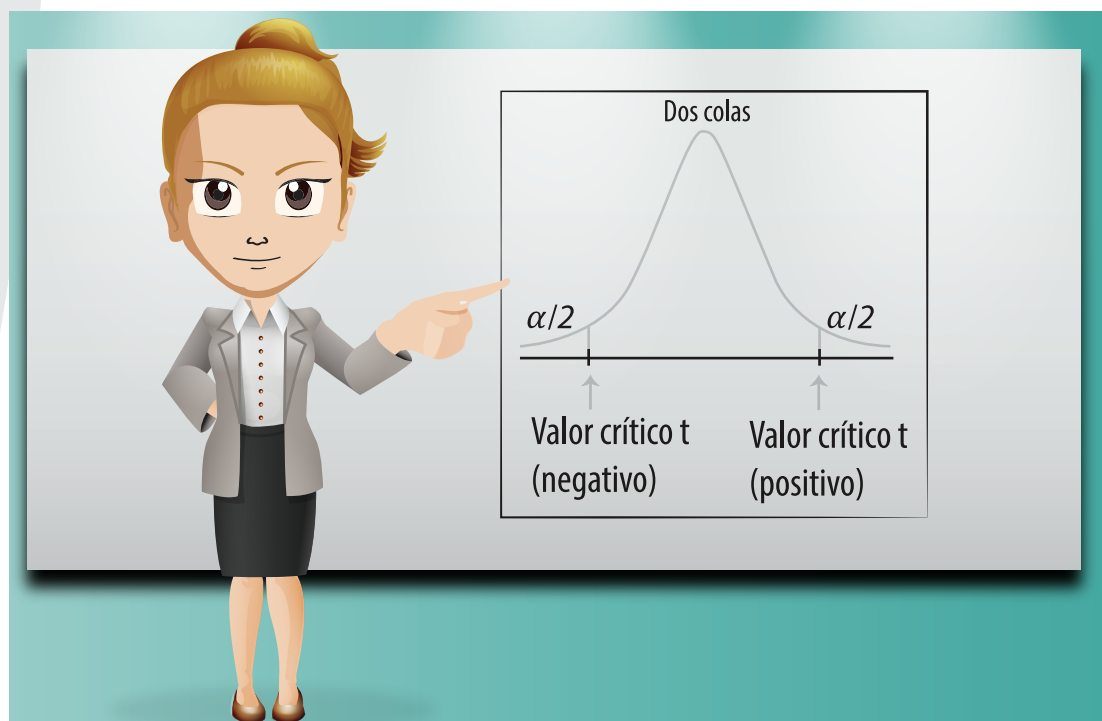 Dos colas
α/2
α/2
Valor crítico t
(negativo)
Valor crítico t
(positivo)